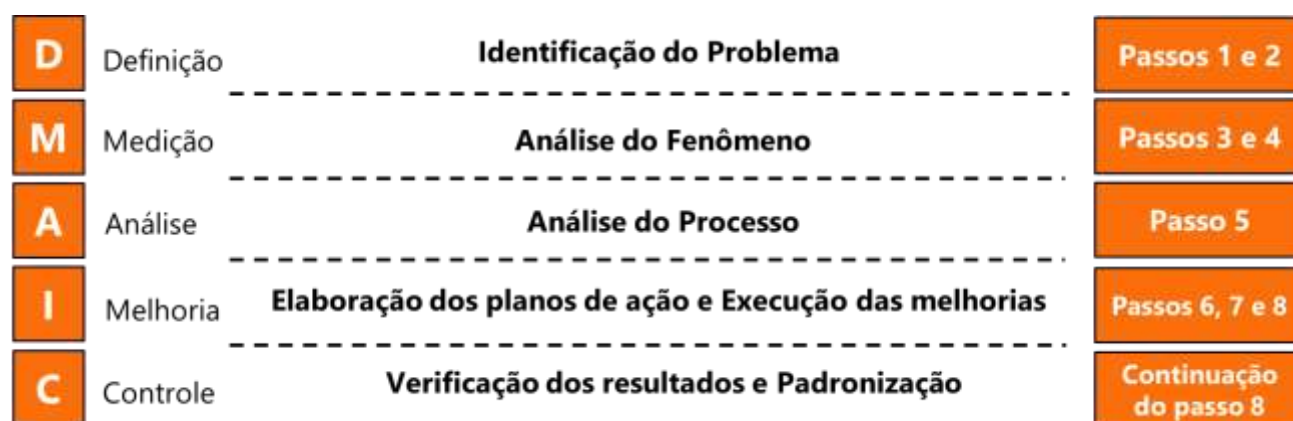 D Definição Identificação do Problema Passos 1 e 2
M Medição Análise do Fenômeno Passos 3 e 4
A Análise Análise do Processo Passo 5
I Melhoria Elaboração dos planos de ação e Execução das melhorias Passos 6, 7 e 8
C Controle Verificação dos resultados e Padronização Continuação
do passo 8